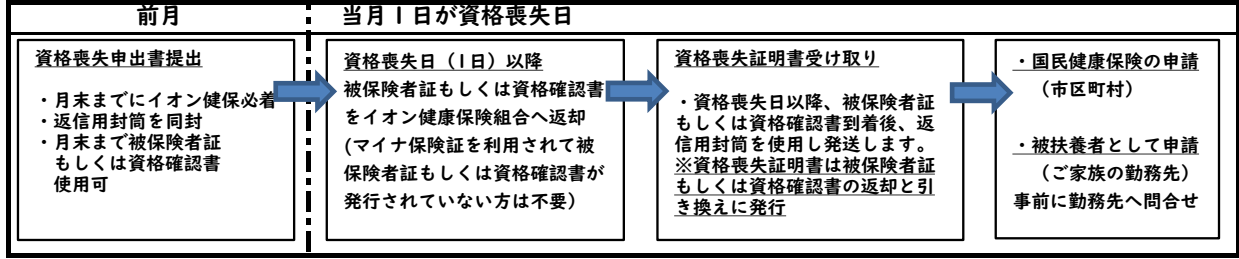 前月
当月1日が資格喪失日
資格喪失申出書提出
・月末までにイオン健保必着
・返信用封筒を同封
・月末まで被保険者証
もしくは資格確認書
使用可
資格喪失日（1日）以降
被保険者証もしくは資格確認書
をイオン健康保険組合へ返却
(マイナ保険証を利用されて被
保険者証もしくは資格確認書が
発行されていない方は不要)
資格喪失証明書受け取り
・資格喪失日以降、被保険者証
もしくは資格確認書到着後、返
信用封筒を使用し発送します。
※資格喪失証明書は被保険者証
もしくは資格確認書の返却と引
き換えに発行
・国民健康保険の申請
（市区町村）
・被扶養者として申請
（ご家族の勤務先）
事前に勤務先へ問合せ